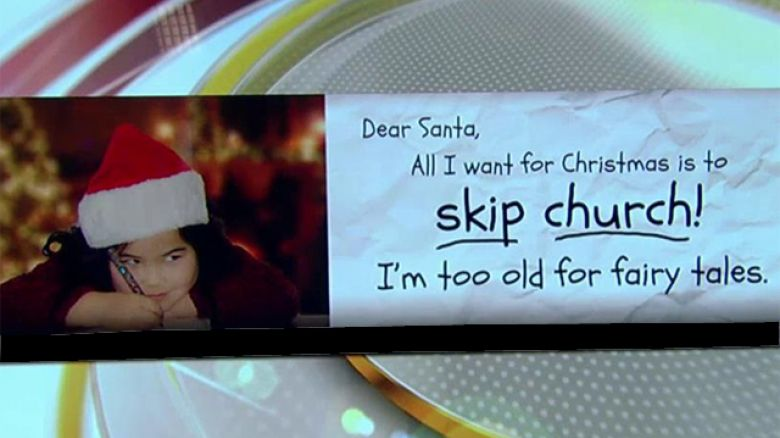 Dear Santa,
All I want for Christmas is to
skip church!
I'm too old for fairy tales.